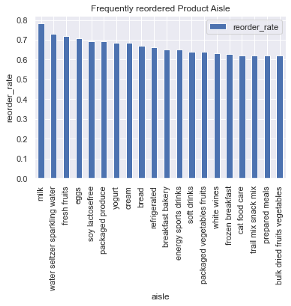 Frequently reordered Product Aisle
reorder_rate
0.8
0.7
0.6
0.5
0.4
0.3
0.2
0.1
0.0
reorder_rate
milk
water seltzer sparkling water
fresh fruits
eggs
soy lactosefree
packaged produce
yogurt
cream
bread
refrigerated
breakfast bakery
energy sports drinks
soft drinks
packaged vegetables fruits
white wines
frozen breakfast
cat food care
trail mix snack mix
prepared meals
bulk dried fruits vegetables
aisle